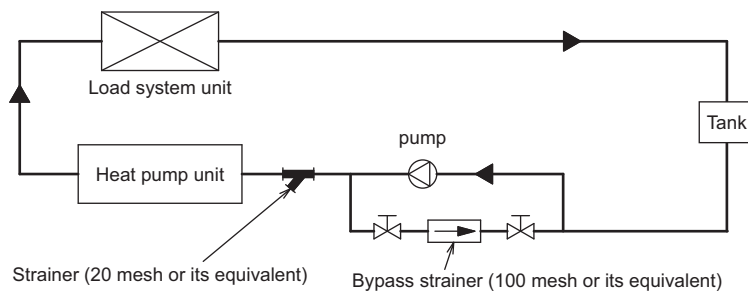 Load system unit
Tank
pump
Heat pump unit
Strainer (20 mesh or its equivalent)
Bypass strainer (100 mesh or its equivalent)